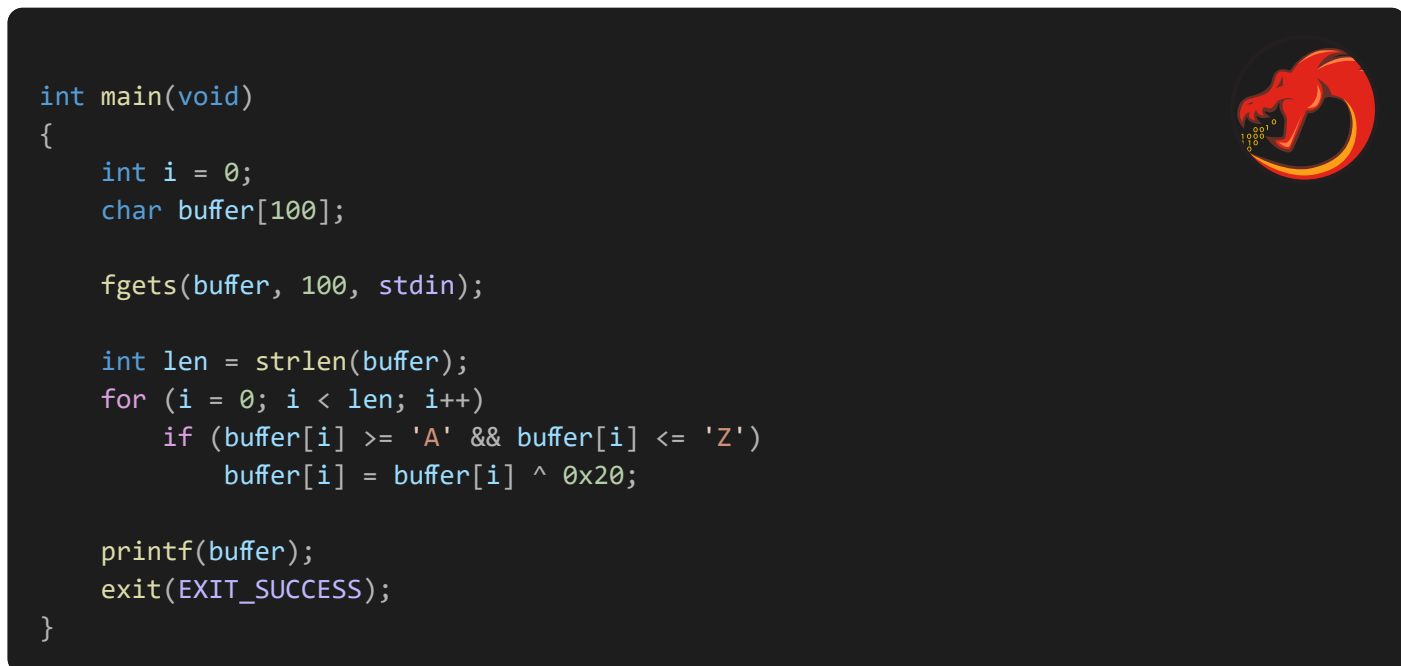 int main(void)
{
    int i = 0;
    char buffer[100];

    fgets(buffer, 100, stdin);

    int len = strlen(buffer);
    for (i = 0; i < len; i++)
        if (buffer[i] >= 'A' && buffer[i] <= 'Z')
            buffer[i] = buffer[i] ^ 0x20;

    printf(buffer);
    exit(EXIT_SUCCESS);
}